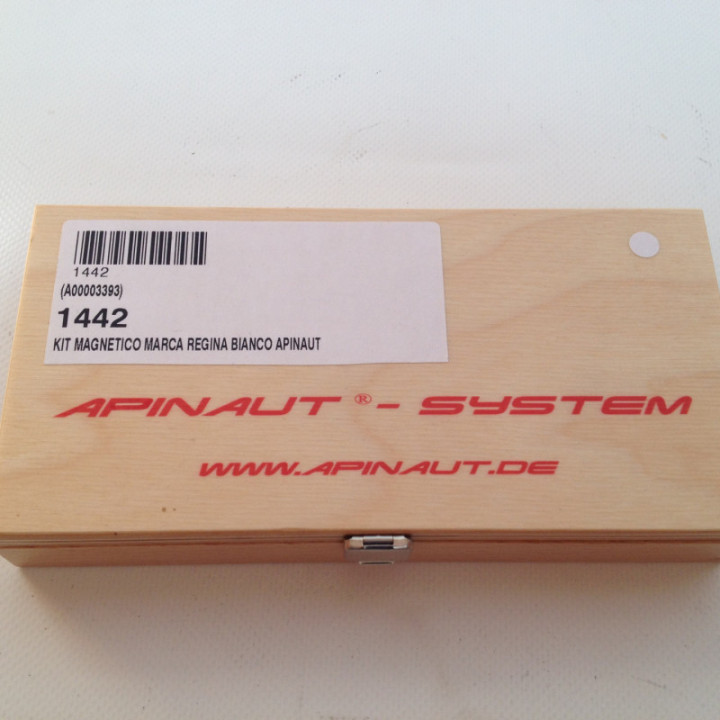 1442
(A00003393)
1442
KIT MAGNETICO MARCA REGINA BIANCO APINAUT
APINAUT ® - SYSTEM
WWW.APINAUT.DE